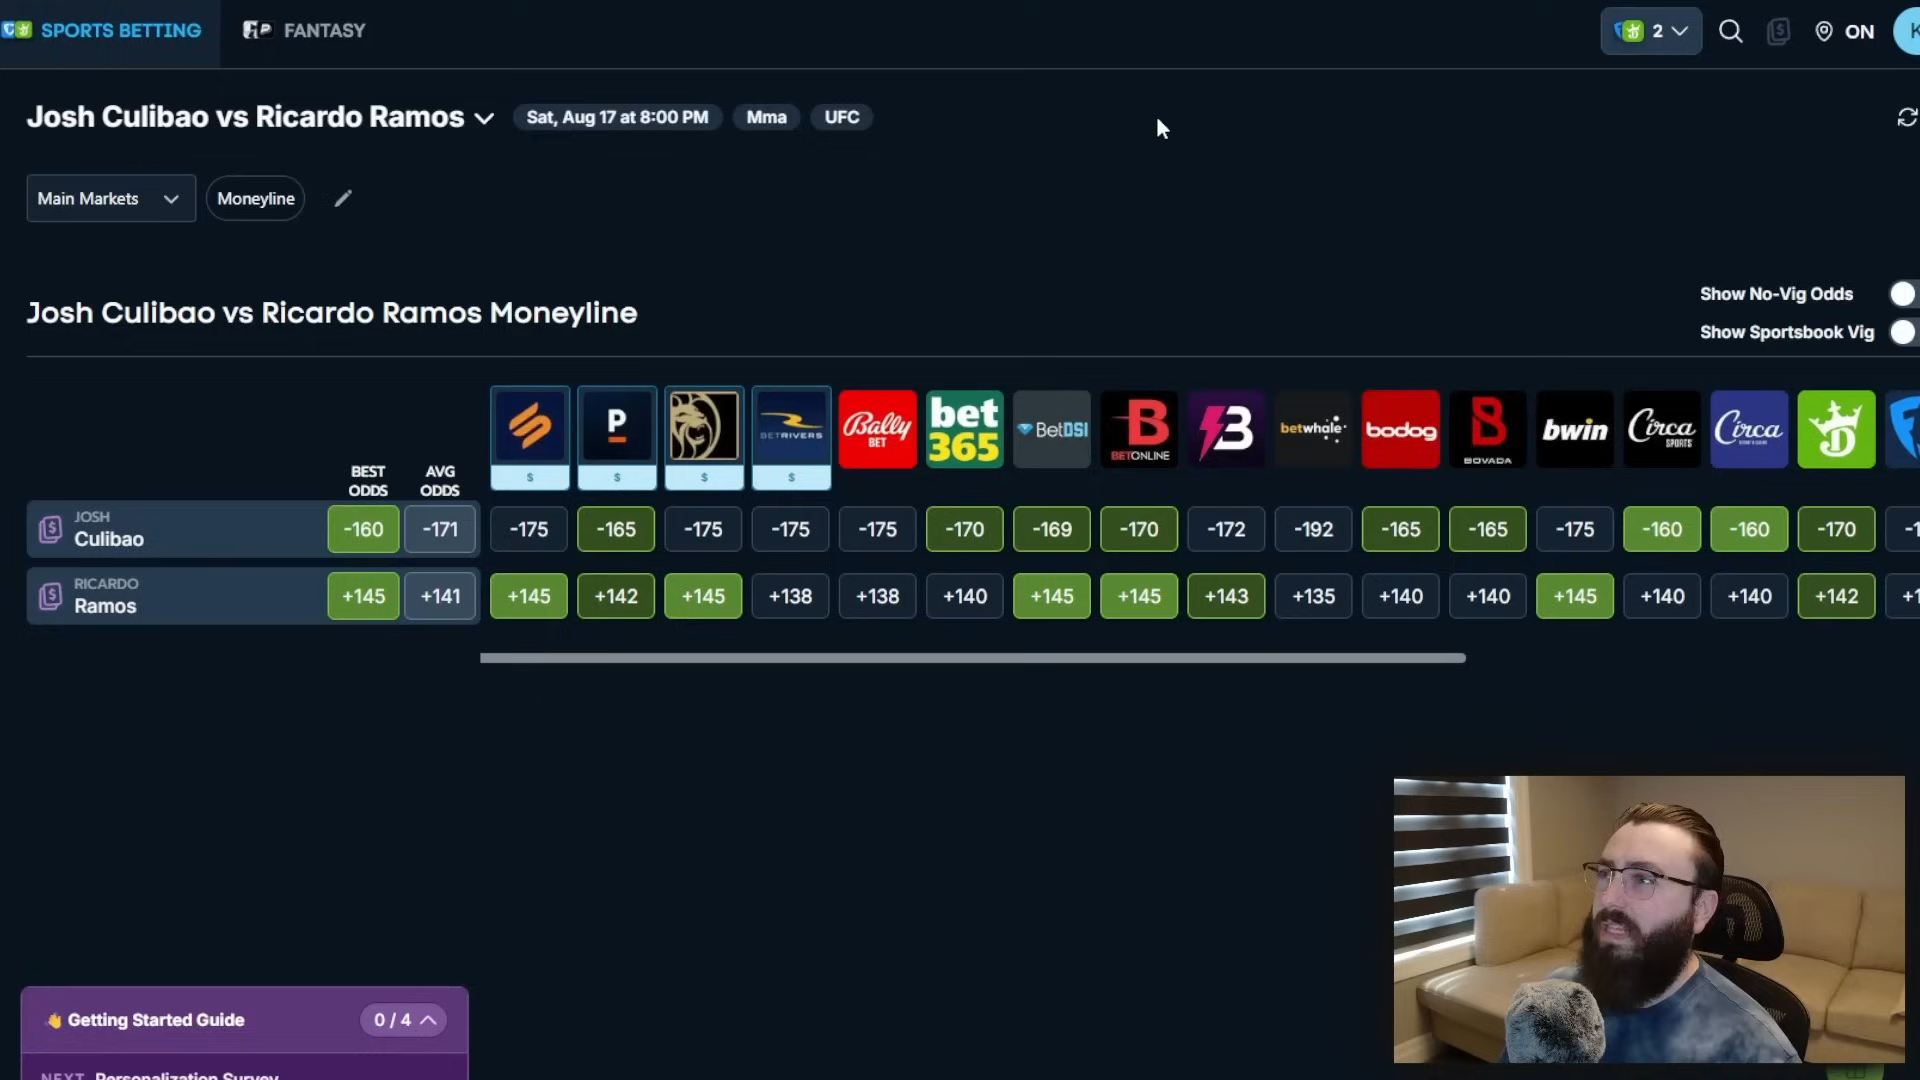 SPORTS BETTING
FANTASY
2
ON
K
Josh Culibao vs Ricardo Ramos
Sat, Aug 17 at 8:00 PM
Mma
UFC
Main Markets
Moneyline
Josh Culibao vs Ricardo Ramos Moneyline
Show No-Vig Odds
Show Sportsbook Vig
BEST ODDS
AVG ODDS
P
BETRIVERS
Bally BET
bet365
BetDSI
B BETONLINE
B
betwhale
bodog
B BOVADA
bwin
Circa SPORTS
Circa
D
$ $ $ $
JOSH
Culibao
-160 -171 -175 -165 -175 -175 -175 -170 -169 -170 -172 -192 -165 -165 -175 -160 -160 -170
RICARDO
Ramos
+145 +141 +145 +142 +145 +138 +138 +140 +145 +145 +143 +135 +140 +140 +145 +140 +140 +142
Getting Started Guide
0 / 4
NEXT Personalization Survey